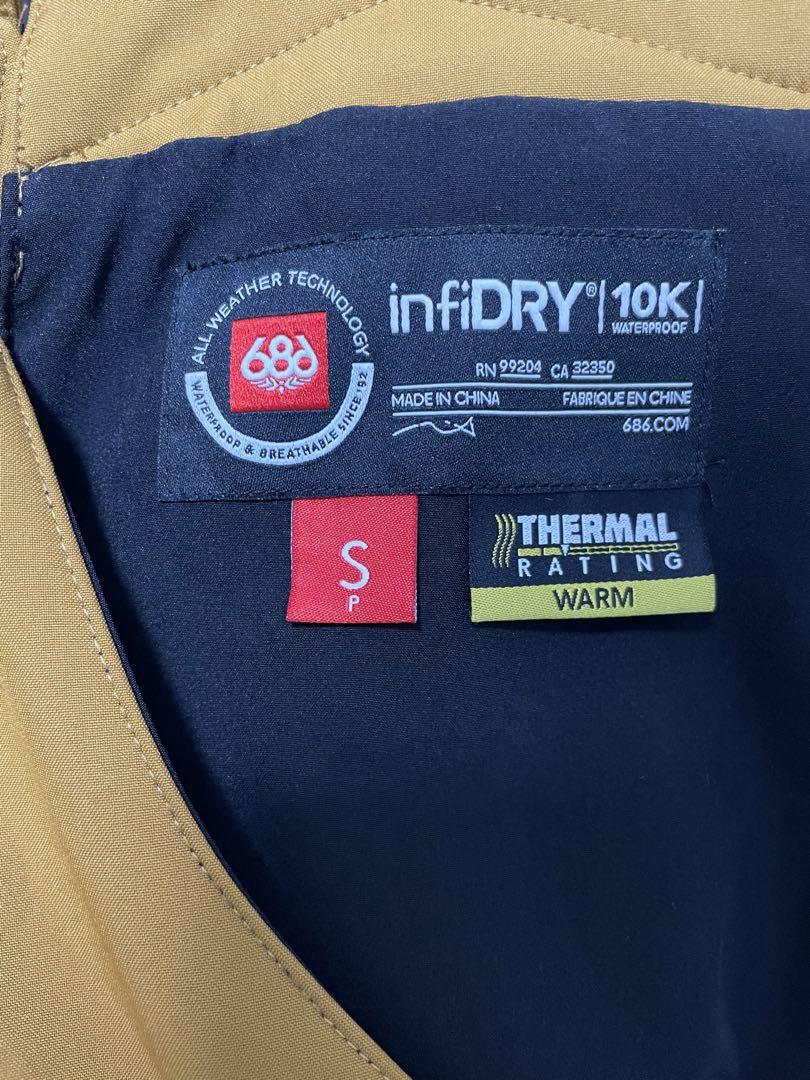 ALL WEATHER TECHNOLOGY
686
WATERPROOF & BREATHABLE SINCE '92
infiDRY® | 10K |
WATERPROOF
RN 99204 CA 32350
MADE IN CHINA FABRIQUE EN CHINE
686.COM
S
P
THERMAL
RATING
WARM